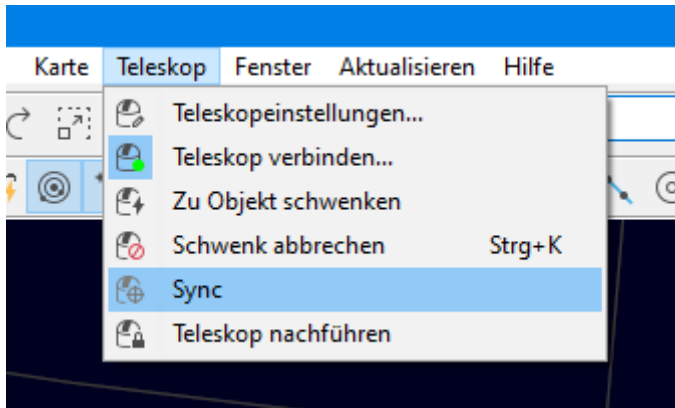 Karte Teleskop Fenster Aktualisieren Hilfe
Teleskopeinstellungen...
Teleskop verbinden...
Zu Objekt schwenken
Schwenk abbrechen Strg+K
Sync
Teleskop nachführen